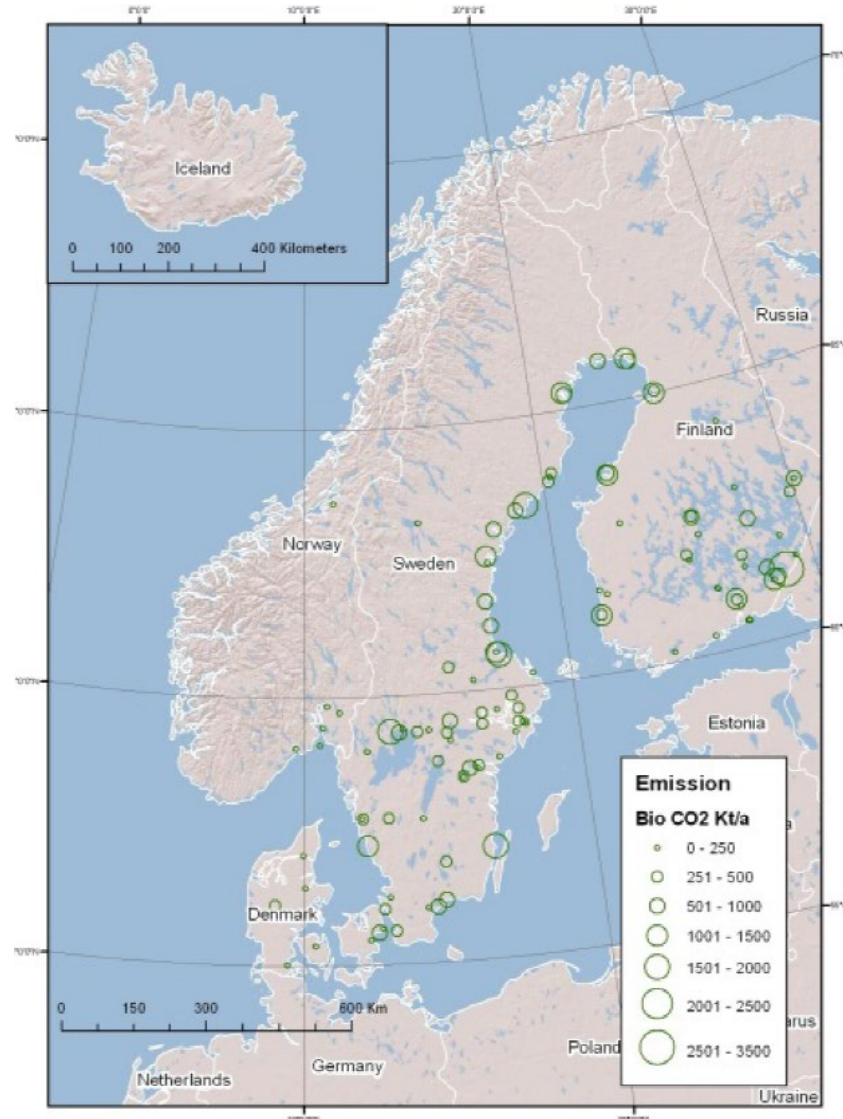 Iceland
0 100 200 400 Kilometers
Russia
Finland
Norway
Sweden
Estonia
Denmark
0 150 300 600 Km
Netherlands
Germany
Poland
Ukraine
Emission
Bio CO2 Kt/a
0 - 250
251 - 500
501 - 1000
1001 - 1500
1501 - 2000
2001 - 2500
2501 - 3500